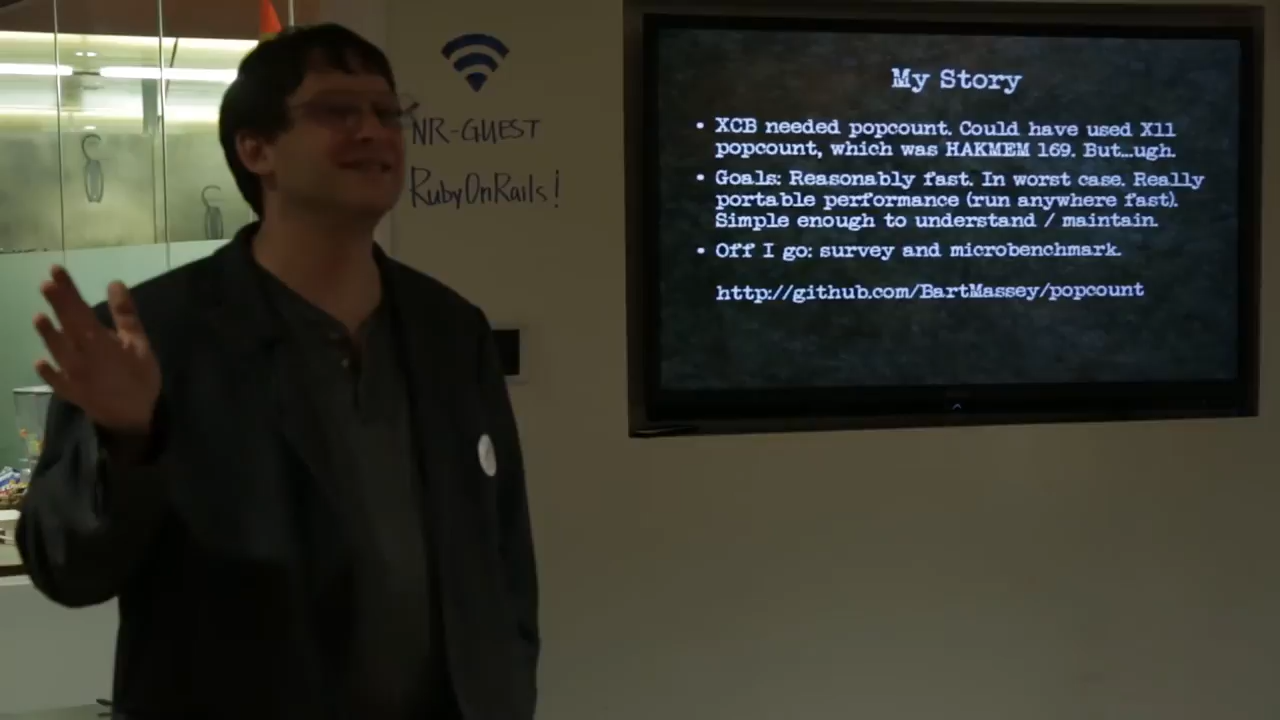 NR-GUEST
RubyOnRails!
My Story
• XCB needed popcount. Could have used X11
popcount, which was HAKMEM 169. But...ugh.
• Goals: Reasonably fast. In worst case. Really
portable performance (run anywhere fast).
Simple enough to understand / maintain.
• Off I go: survey and microbenchmark.
http://github.com/BartMassey/popcount